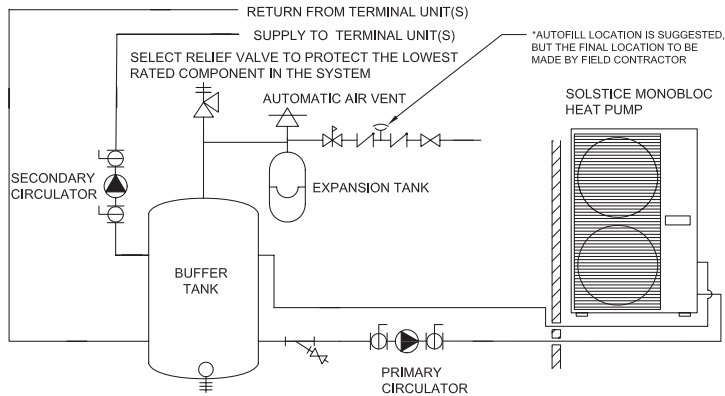 RETURN FROM TERMINAL UNIT(S)
SUPPLY TO TERMINAL UNIT(S)
SELECT RELIEF VALVE TO PROTECT THE LOWEST
RATED COMPONENT IN THE SYSTEM
*AUTOFILL LOCATION IS SUGGESTED,
BUT THE FINAL LOCATION TO BE
MADE BY FIELD CONTRACTOR
AUTOMATIC AIR VENT
SOLSTICE MONOBLOC
HEAT PUMP
SECONDARY
CIRCULATOR
EXPANSION TANK
BUFFER
TANK
PRIMARY
CIRCULATOR